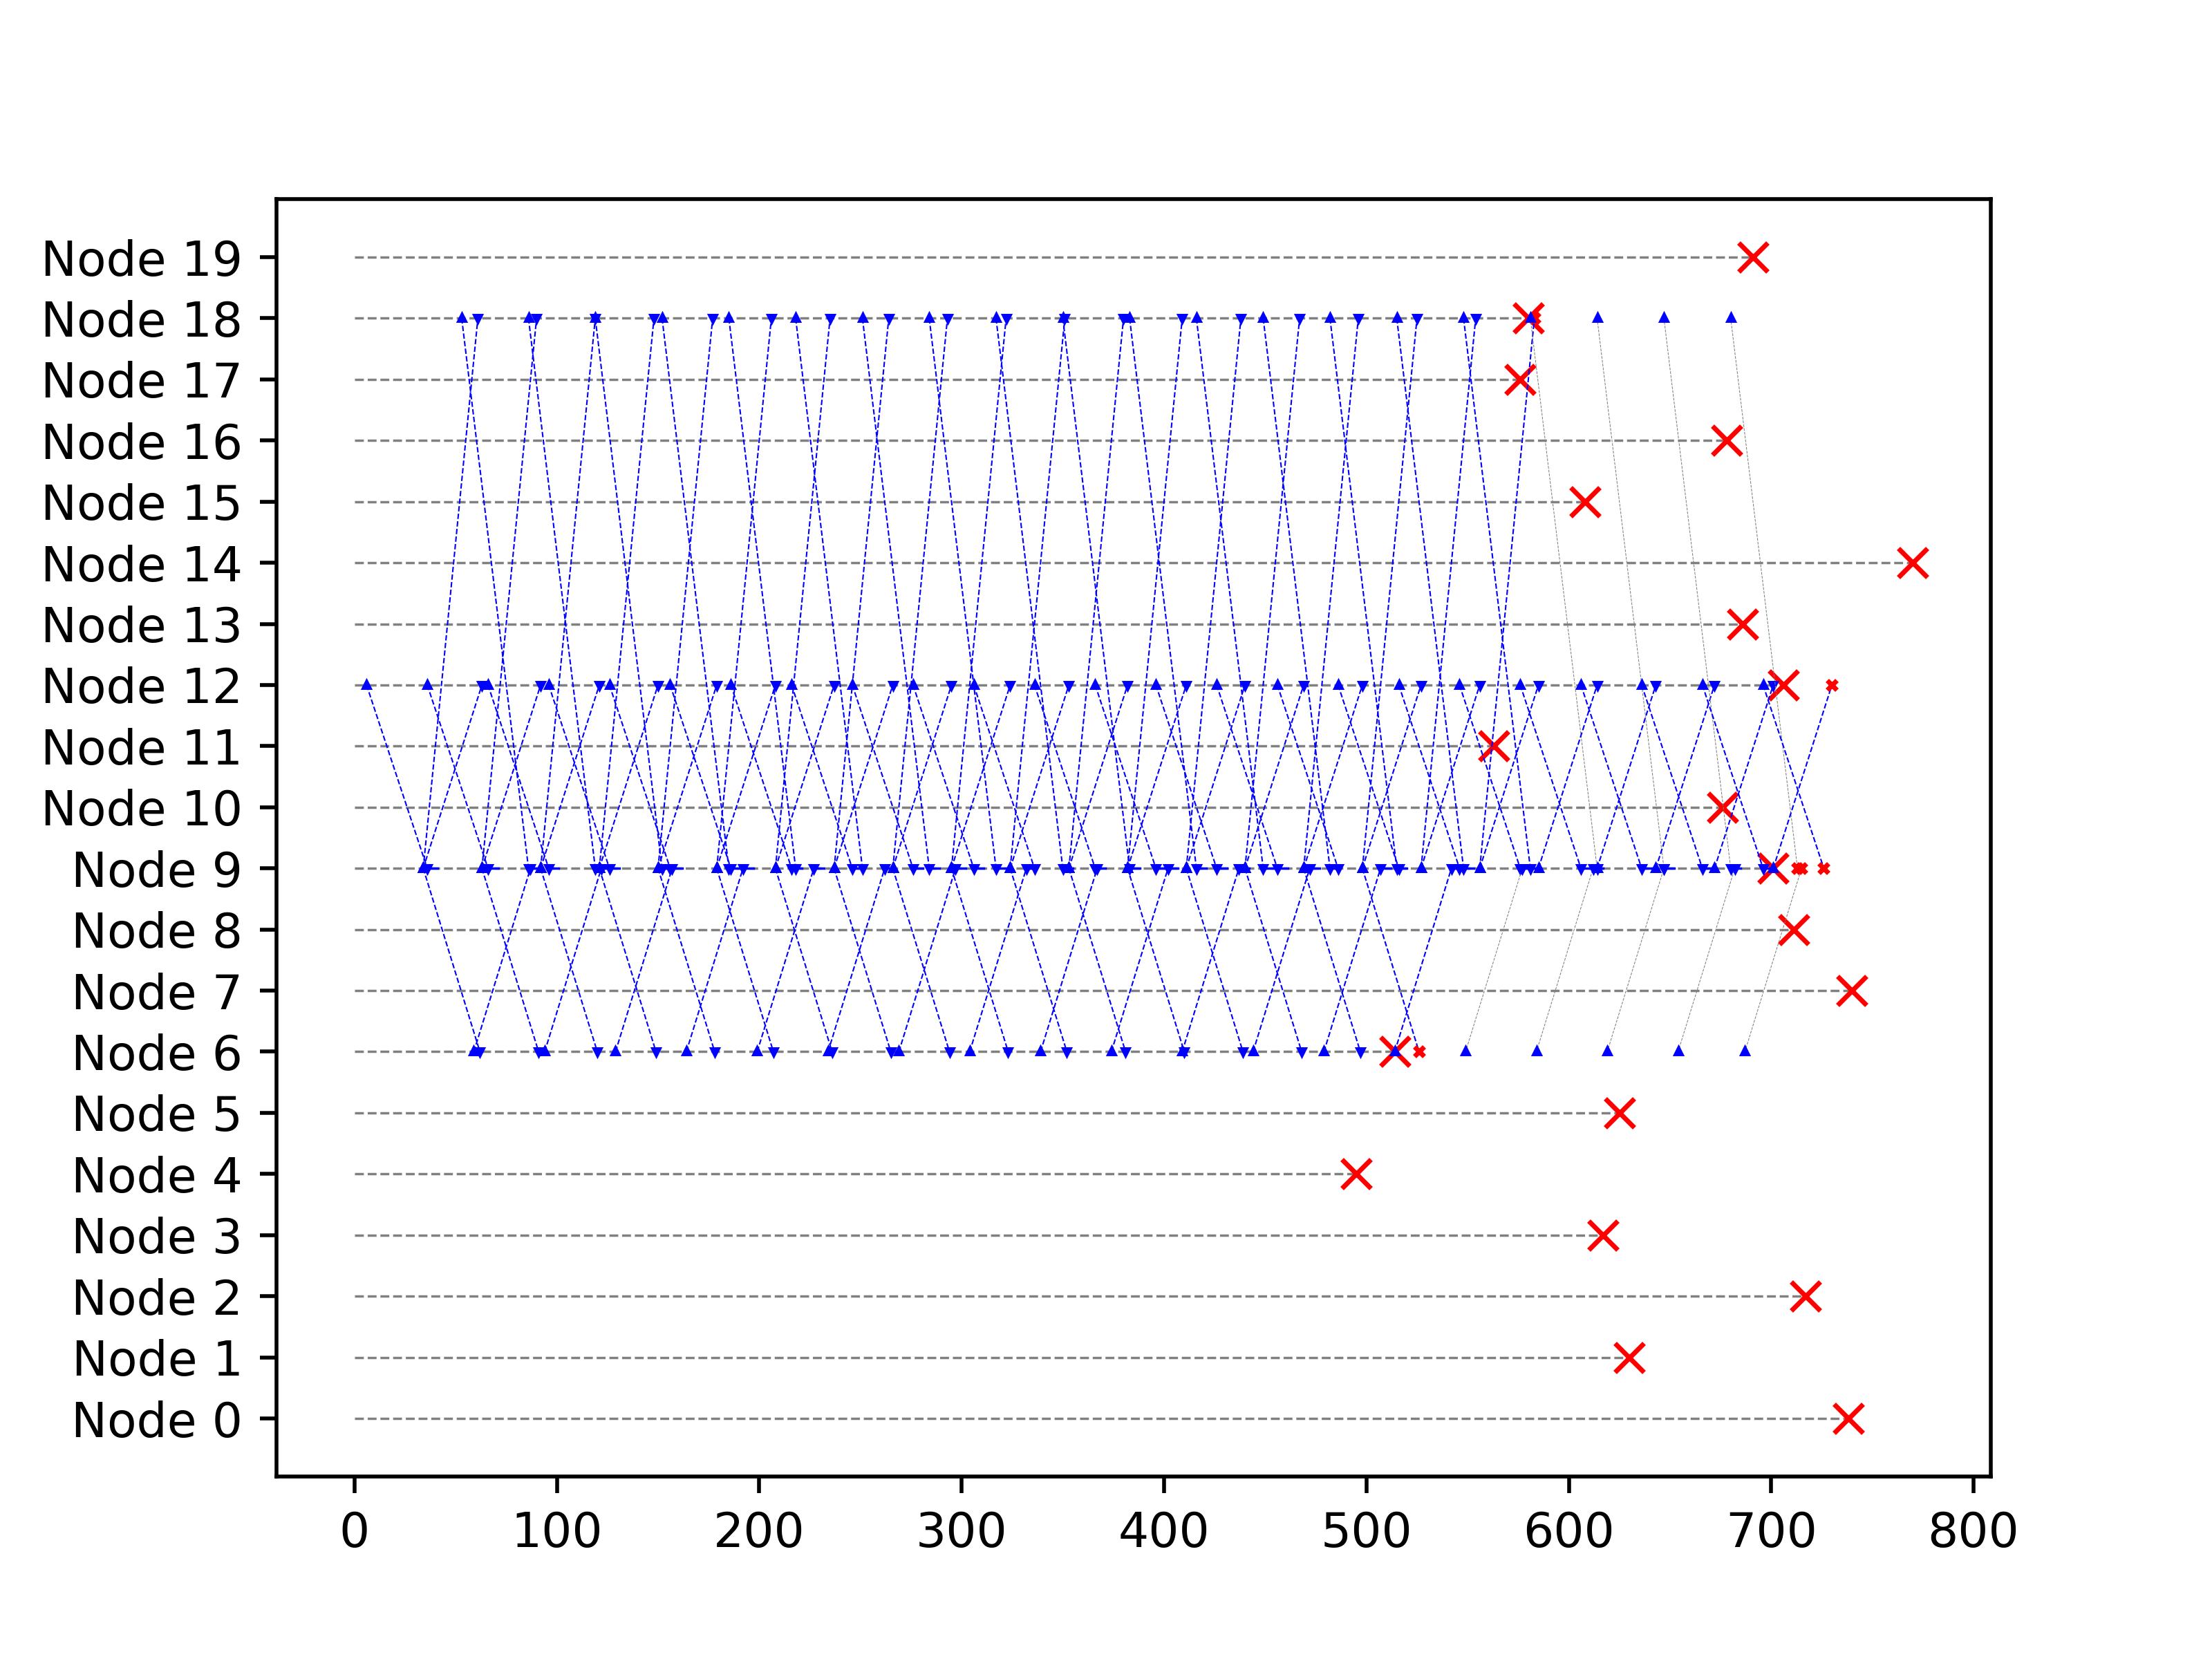 Node 19
Node 18
Node 17
Node 16
Node 15
Node 14
Node 13
Node 12
Node 11
Node 10
Node 9
Node 8
Node 7
Node 6
Node 5
Node 4
Node 3
Node 2
Node 1
Node 0
0 100 200 300 400 500 600 700 800